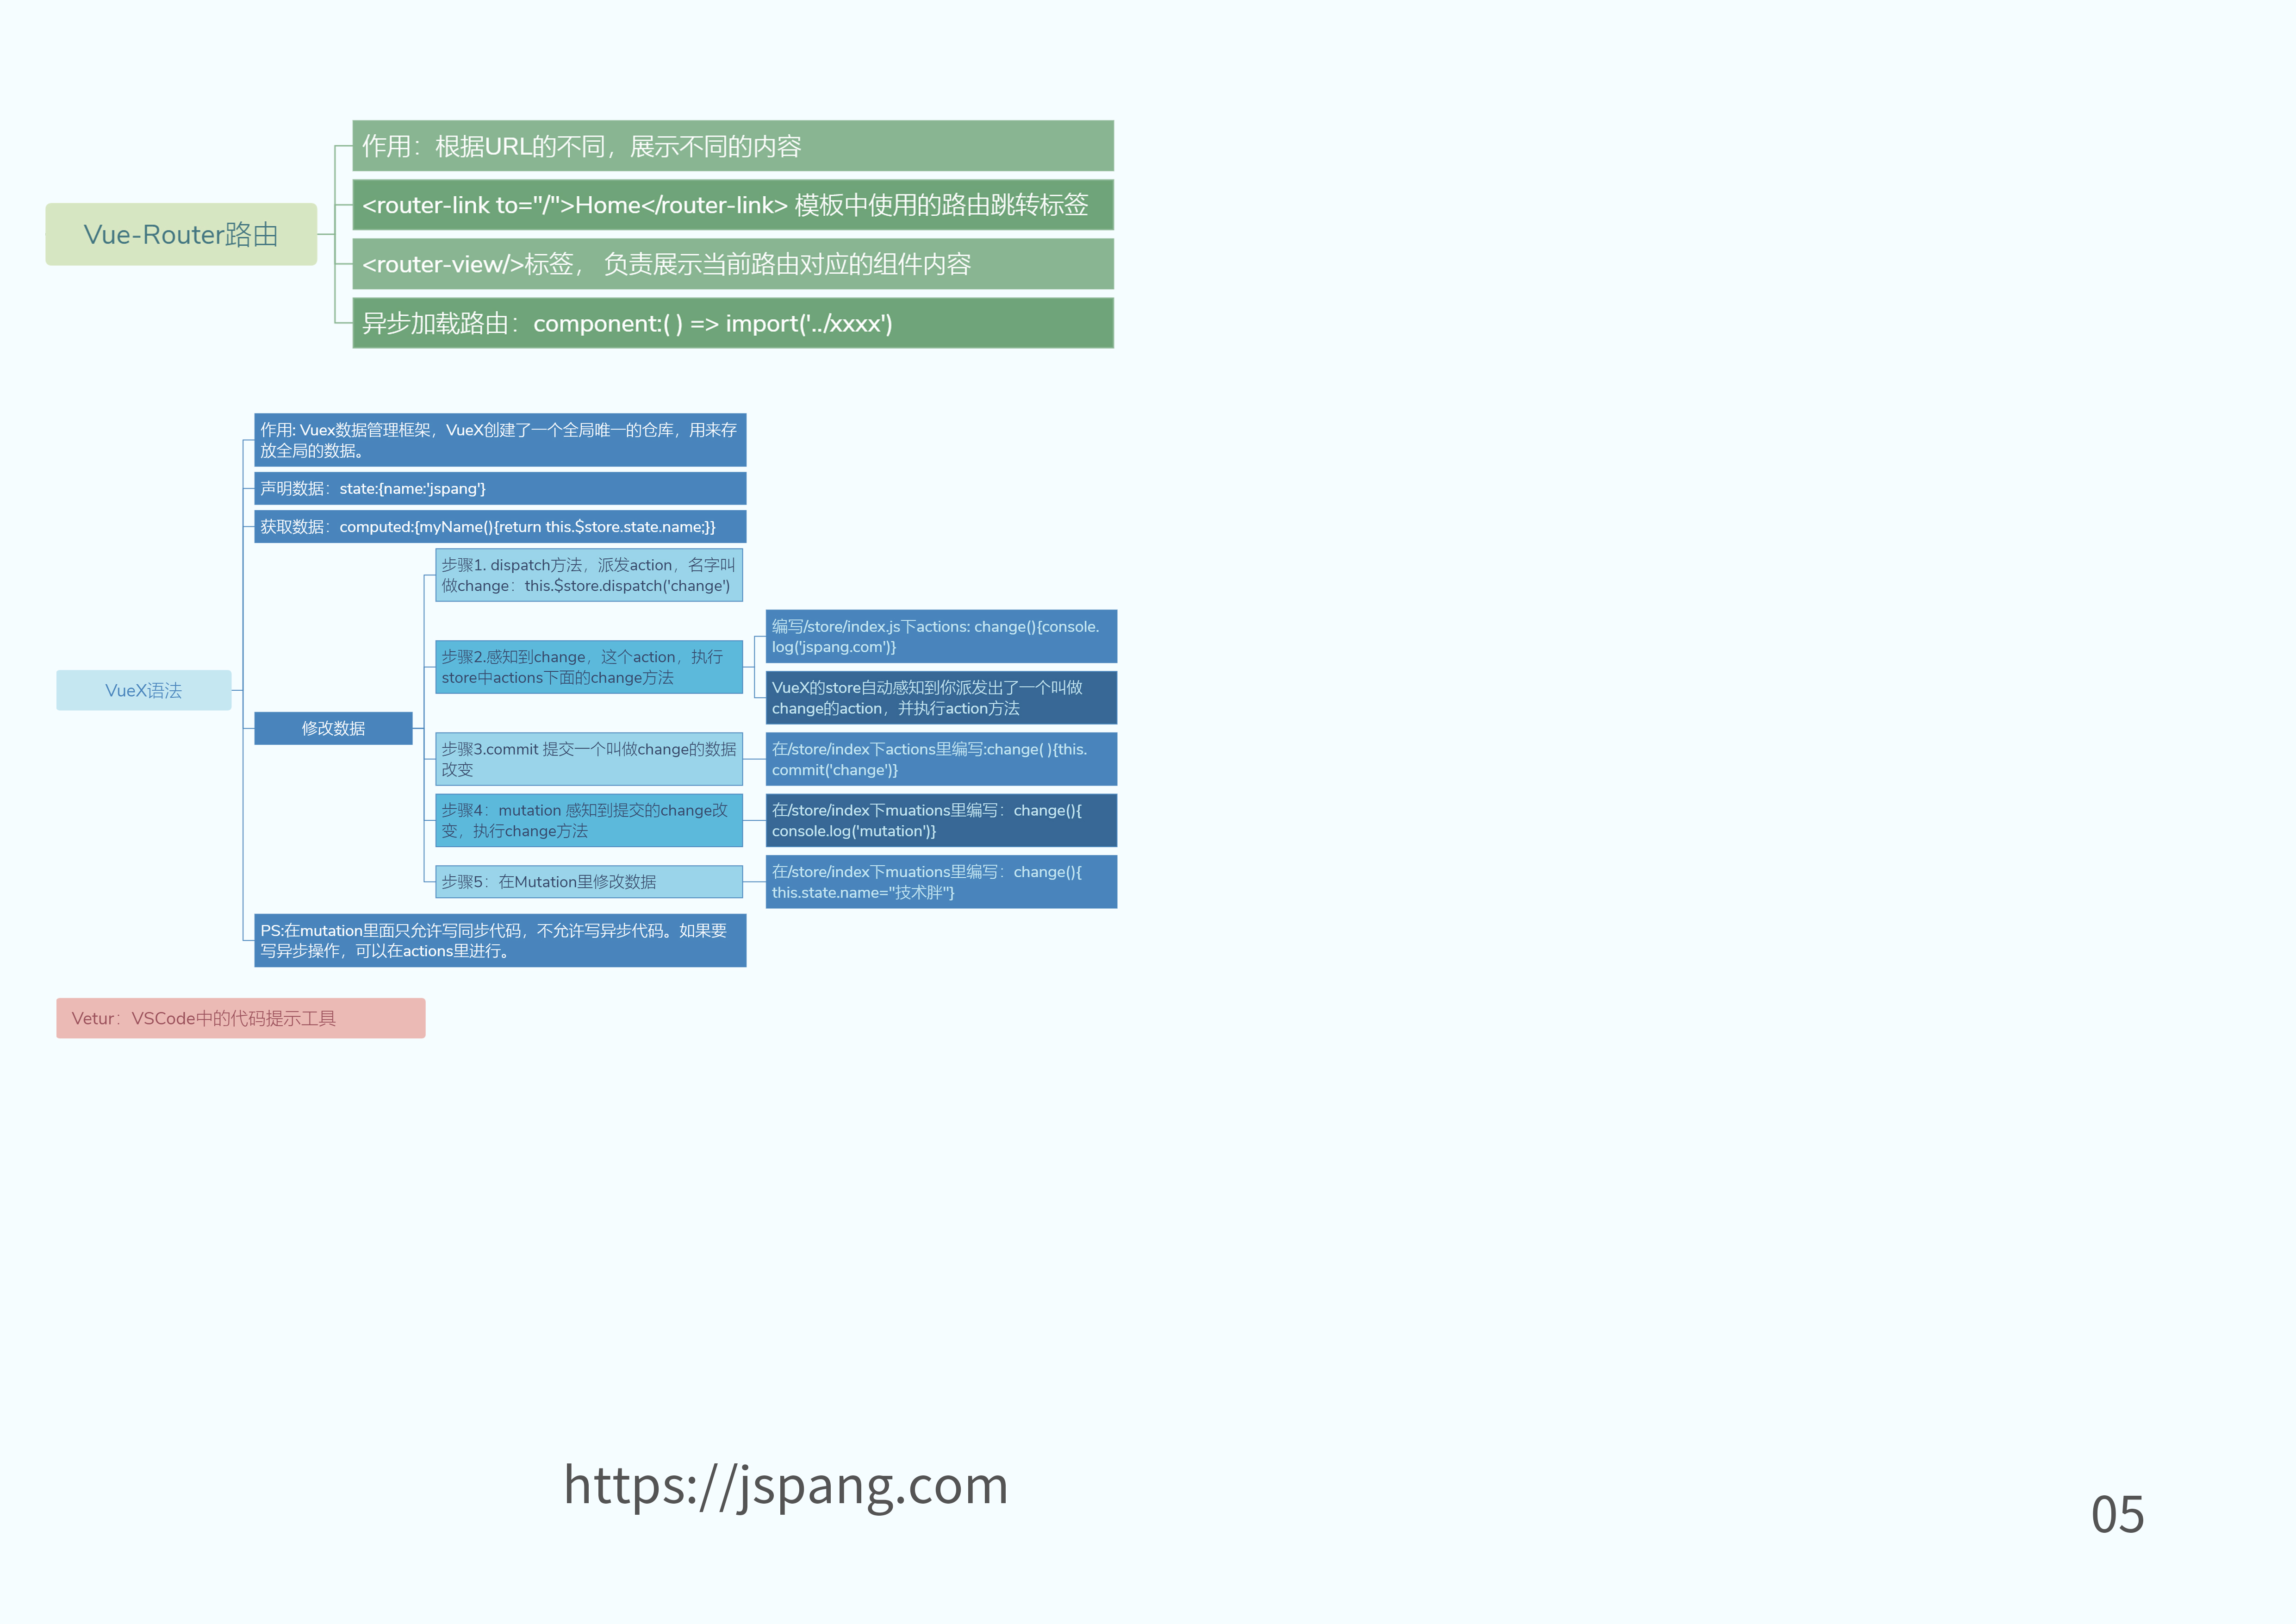 Vue-Router路由
作用：根据URL的不同，展示不同的内容
<router-link to="/">Home</router-link> 模板中使用的路由跳转标签
<router-view/>标签， 负责展示当前路由对应的组件内容
异步加载路由：component:( ) => import('../xxxx')
VueX语法
作用: Vuex数据管理框架，VueX创建了一个全局唯一的仓库，用来存
放全局的数据。
声明数据：state:{name:'jspang'}
获取数据：computed:{myName(){return this.$store.state.name;}}
修改数据
步骤1. dispatch方法，派发action，名字叫
做change：this.$store.dispatch('change')
步骤2.感知到change，这个action，执行
store中actions下面的change方法
编写/store/index.js下actions: change(){console.
log('jspang.com')}
VueX的store自动感知到你派发出了一个叫做
change的action，并执行action方法
步骤3.commit 提交一个叫做change的数据
改变
在/store/index下actions里编写:change( ){this.
commit('change')}
步骤4：mutation 感知到提交的change改
变，执行change方法
在/store/index下muations里编写：change(){
console.log('mutation')}
步骤5：在Mutation里修改数据
在/store/index下muations里编写：change(){
this.state.name="技术胖"}
PS:在mutation里面只允许写同步代码，不允许写异步代码。如果要
写异步操作，可以在actions里进行。
Vetur：VSCode中的代码提示工具
https://jspang.com
05